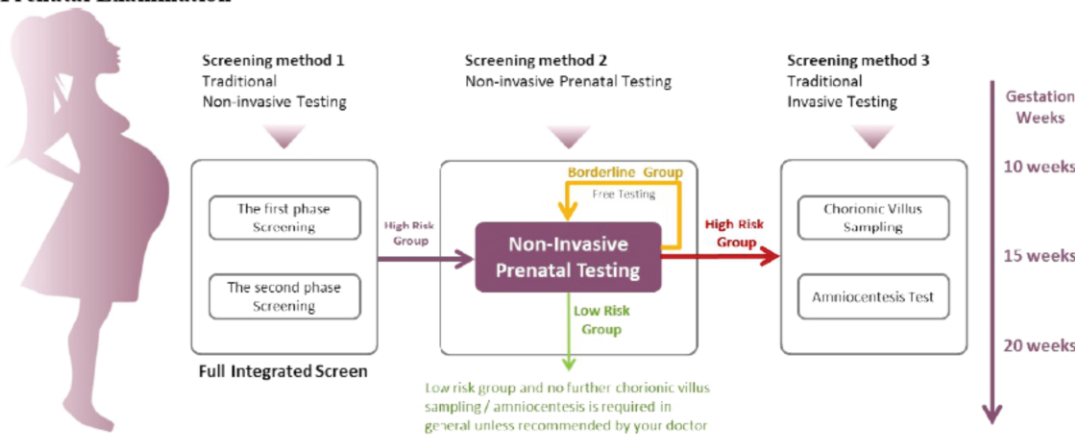 Screening method 1
Traditional
Non-invasive Testing
Screening method 2
Non-invasive Prenatal Testing
Screening method 3
Traditional
Invasive Testing
Gestation
Weeks
10 weeks
15 weeks
20 weeks
The first phase
Screening
The second phase
Screening
Full Integrated Screen
High Risk
Group
Borderline Group
Free Testing
Non-Invasive
Prenatal Testing
Low Risk
Group
Low risk group and no further chorionic villus
sampling / amniocentesis is required in
general unless recommended by your doctor
High Risk
Group
Chorionic Villus
Sampling
Amniocentesis Test